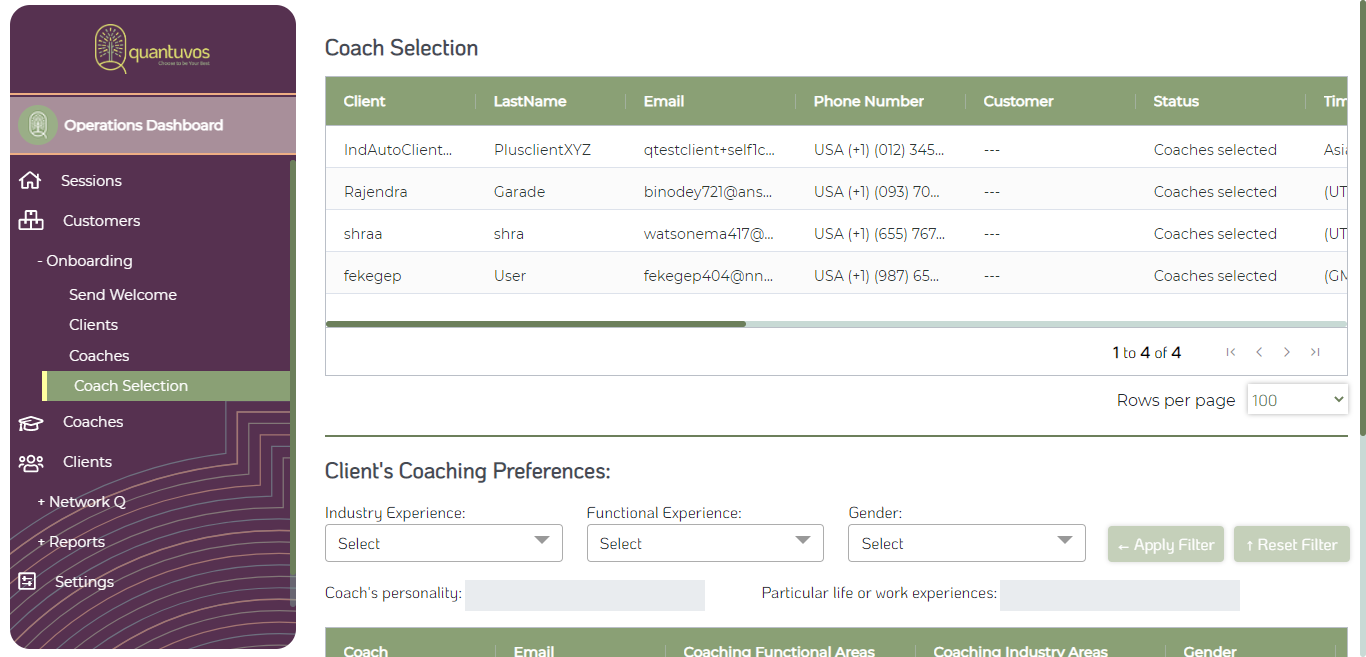 quantuvos
Choose to be Your Best
Operations Dashboard
Sessions
Customers
- Onboarding
Send Welcome
Clients
Coaches
Coach Selection
Coaches
Clients
+ Network Q
+ Reports
Settings
Coach Selection
Client LastName Email Phone Number Customer Status Tim
IndAutoClient... PlusclientXYZ qtestclient+self1c... USA (+1) (012) 345... --- Coaches selected Asi
Rajendra Garade binodey721@ans... USA (+1) (093) 70... --- Coaches selected (UT
shraa shra watsonema417@... USA (+1) (655) 767... --- Coaches selected (UT
fekegep User fekegep404@nn... USA (+1) (987) 65... --- Coaches selected (GM
1 to 4 of 4
Rows per page 100
Client's Coaching Preferences:
Industry Experience: Functional Experience: Gender:
Select Select Select ← Apply Filter ↑ Reset Filter
Coach's personality: Particular life or work experiences:
Coach Email Coaching Functional Areas Coaching Industry Areas Gender